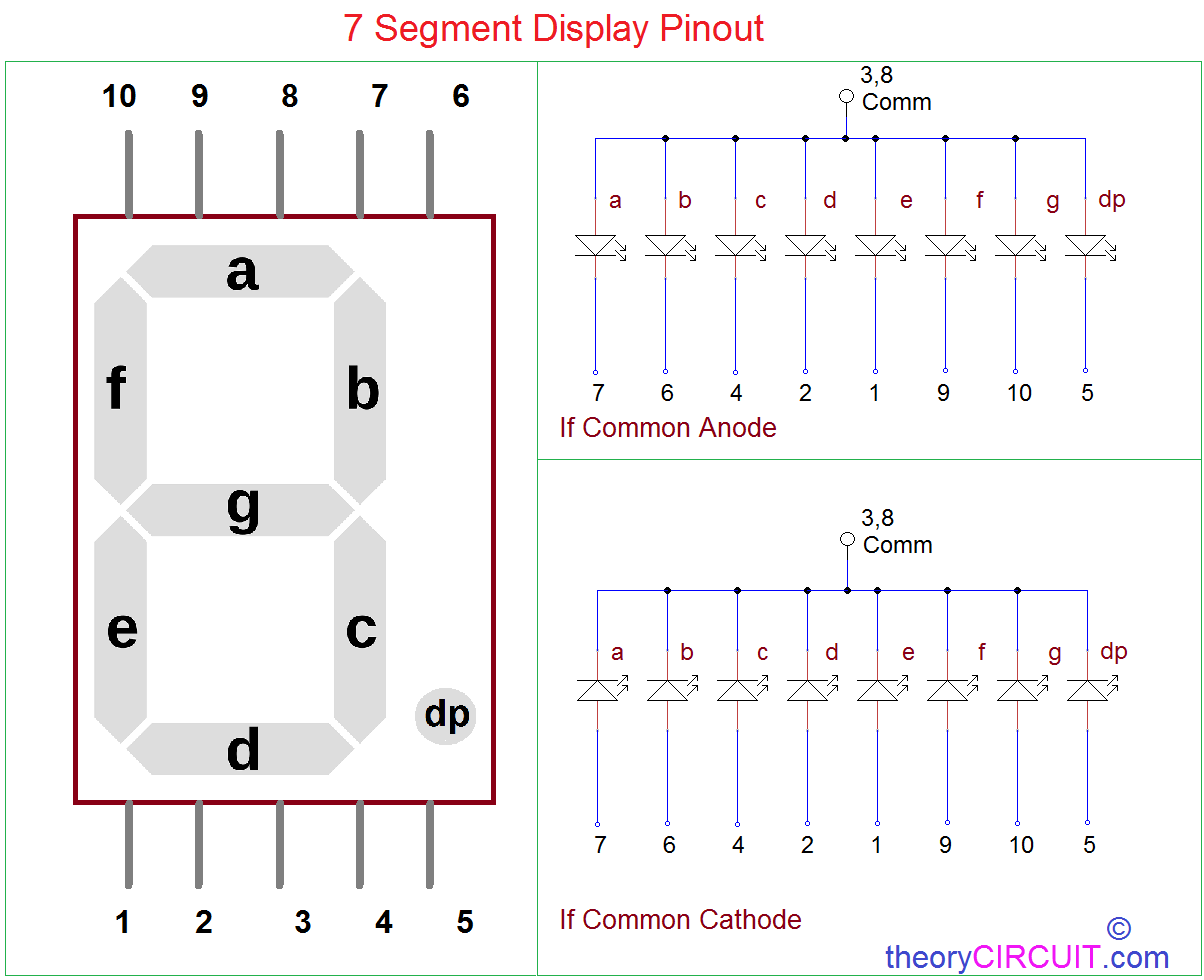 7 Segment Display Pinout
10 9 8 7 6
a
f b
g
e c
dp
d
1 2 3 4 5
3,8
Comm
a b c d e f g dp
7 6 4 2 1 9 10 5
If Common Anode
3,8
Comm
a b c d e f g dp
7 6 4 2 1 9 10 5
If Common Cathode
©
theoryCIRCUIT.com